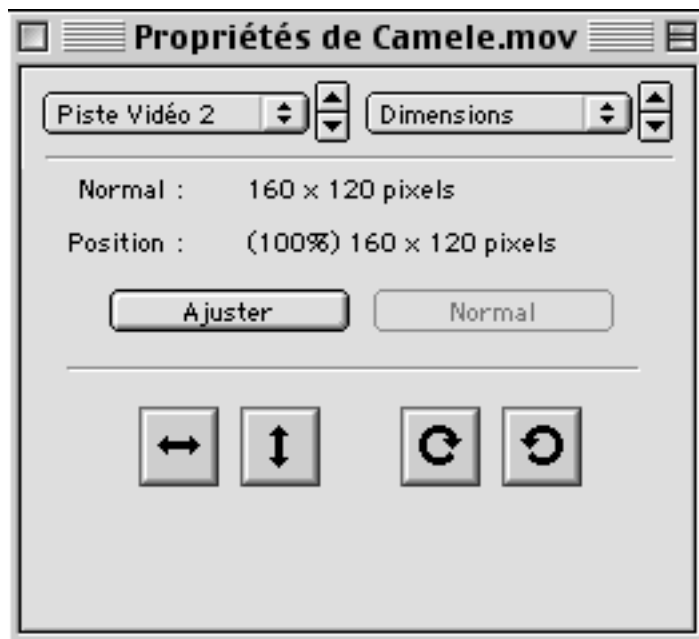 Propriétés de Camele.mov
Piste Vidéo 2 Dimensions
Normal : 160 x 120 pixels
Position : (100%) 160 x 120 pixels
Ajuster Normal